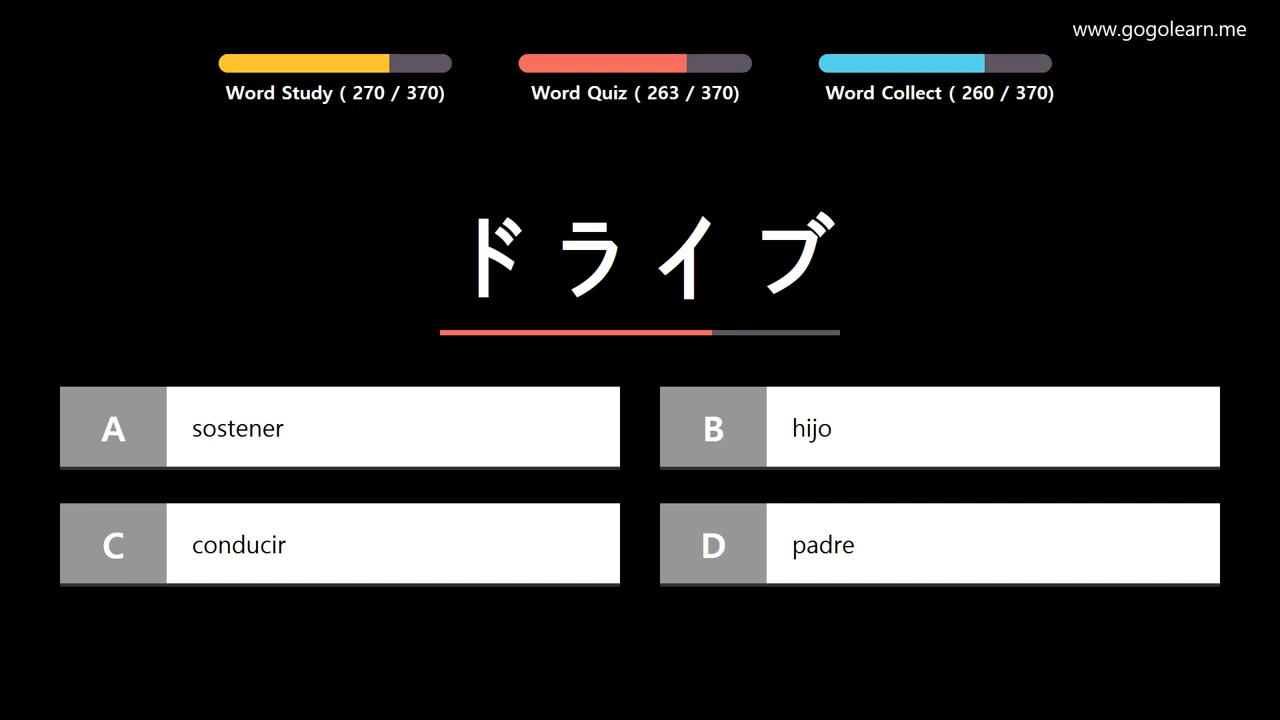 www.gogolearn.me
Word Study ( 270 / 370)
Word Quiz ( 263 / 370)
Word Collect ( 260 / 370)
ドライブ
A sostener
B hijo
C conducir
D padre